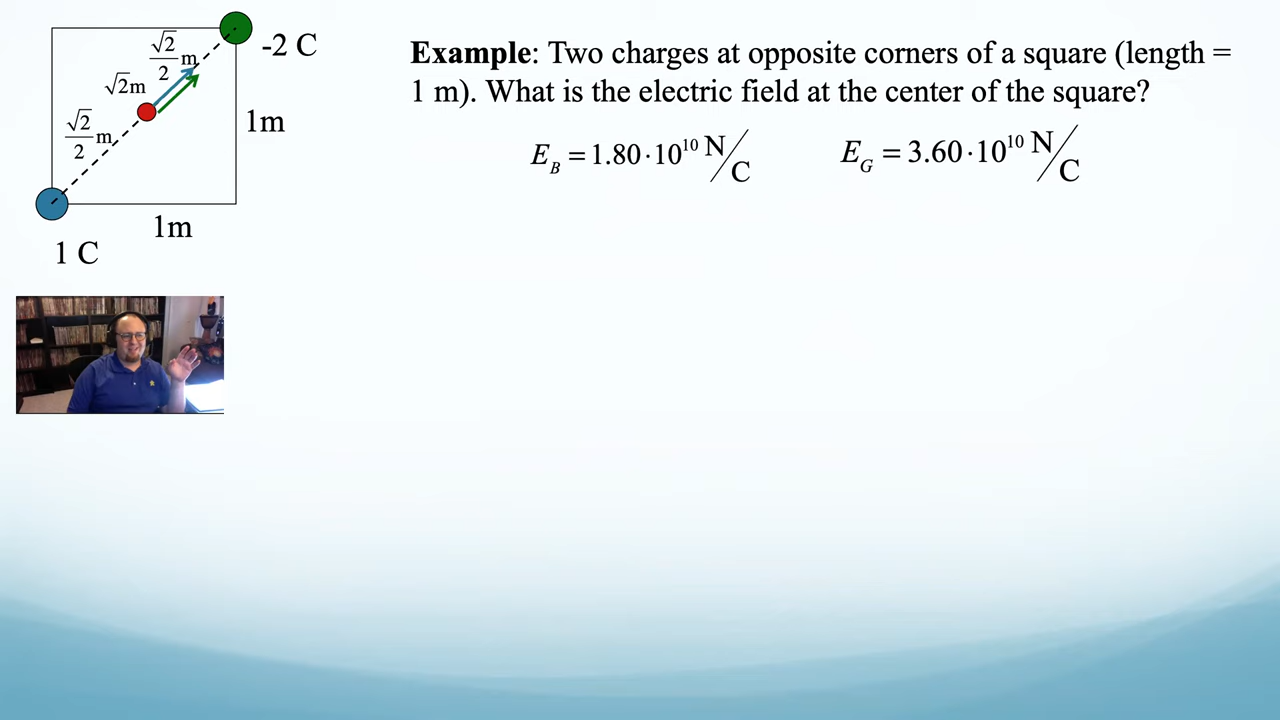 √2/2 m
-2 C
√2m
√2/2 m
1m
1m
1 C
Example: Two charges at opposite corners of a square (length =
1 m). What is the electric field at the center of the square?
E_B = 1.80·10^10 N/C
E_G = 3.60·10^10 N/C